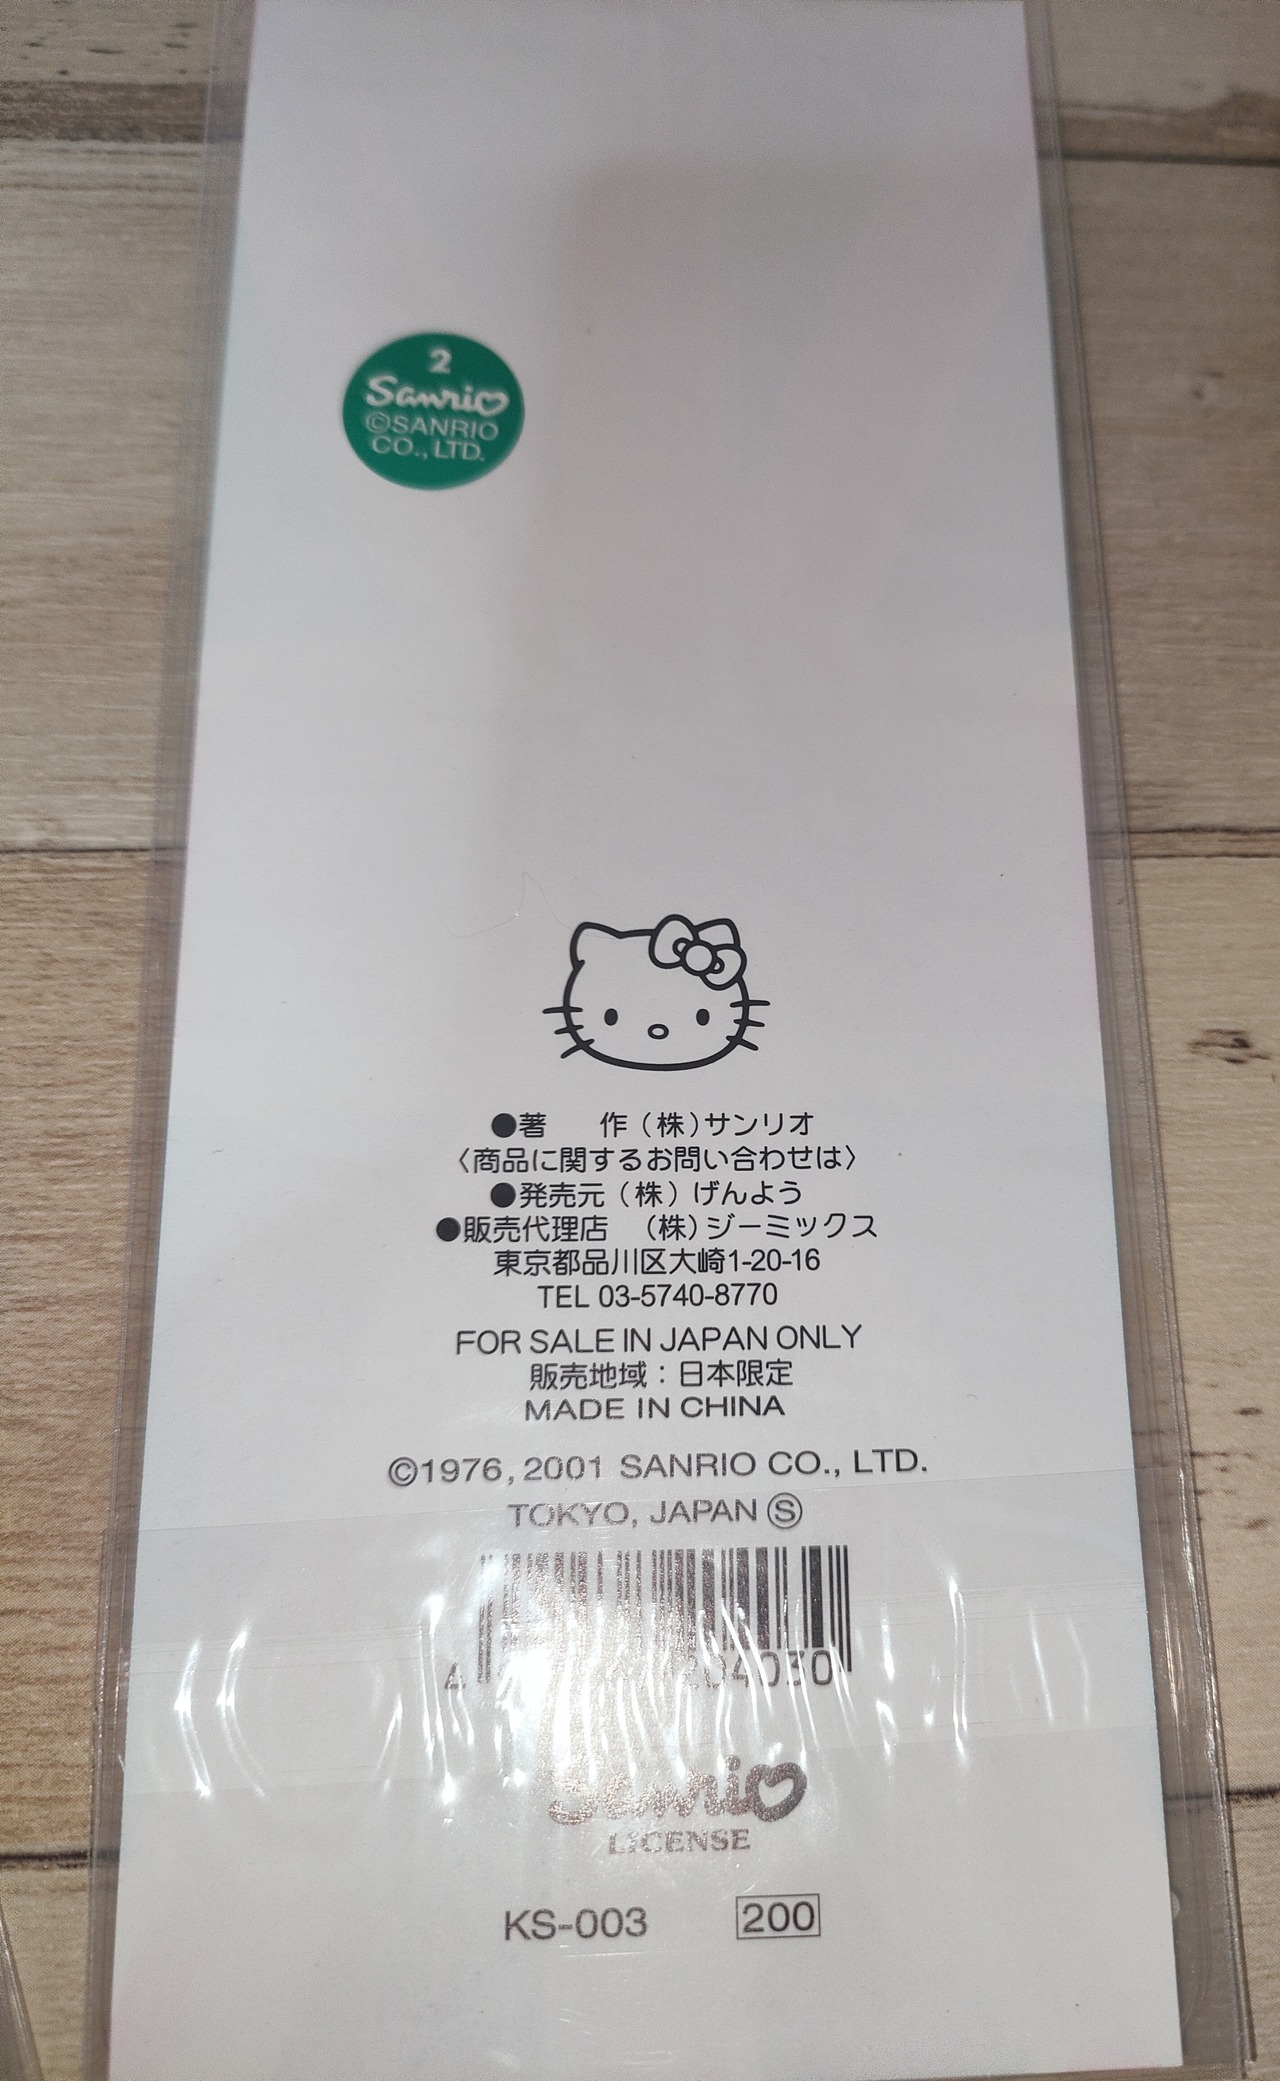 2
Sanrio
©SANRIO
CO., LTD.
●著　　作（株）サンリオ
〈商品に関するお問い合わせは〉
●発売元（株）げんよう
●販売代理店　（株）ジーミックス
東京都品川区大崎1-20-16
TEL 03-5740-8770
FOR SALE IN JAPAN ONLY
販売地域：日本限定
MADE IN CHINA
©1976, 2001 SANRIO CO., LTD.
TOKYO, JAPAN Ⓢ
Sanrio
LICENSE
KS-003　200